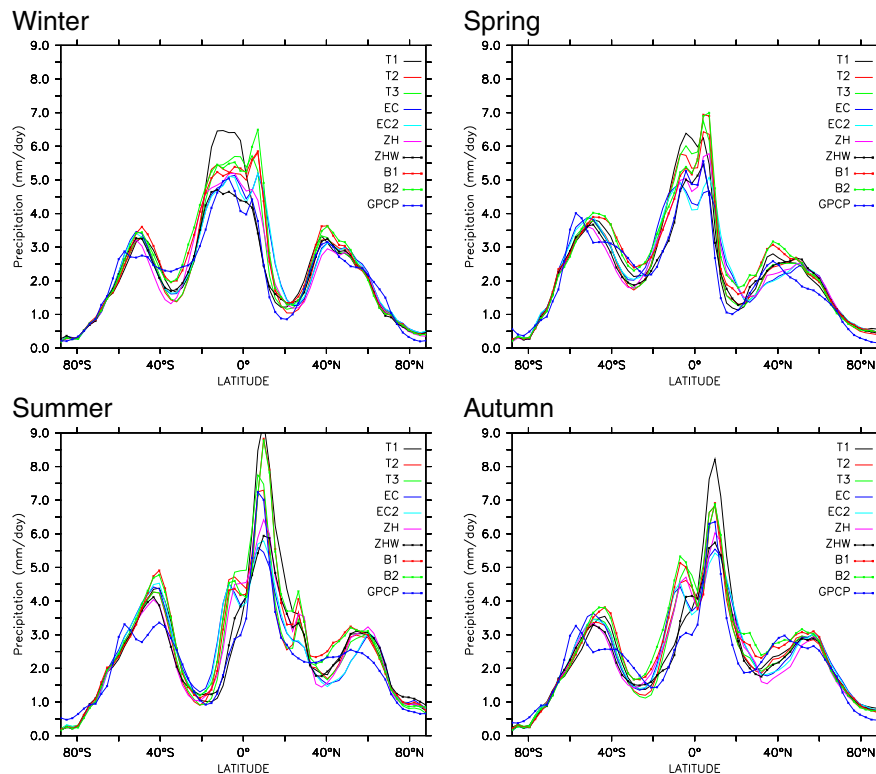 Winter
9.0
8.0
7.0
6.0
5.0
4.0
3.0
2.0
1.0
0.0
Precipitation (mm/day)
T1
T2
T3
EC
EC2
ZH
ZHW
B1
B2
GPCP
80°S 40°S 0° 40°N 80°N
LATITUDE
Spring
9.0
8.0
7.0
6.0
5.0
4.0
3.0
2.0
1.0
0.0
Precipitation (mm/day)
T1
T2
T3
EC
EC2
ZH
ZHW
B1
B2
GPCP
80°S 40°S 0° 40°N 80°N
LATITUDE
Summer
9.0
8.0
7.0
6.0
5.0
4.0
3.0
2.0
1.0
0.0
Precipitation (mm/day)
T1
T2
T3
EC
EC2
ZH
ZHW
B1
B2
GPCP
80°S 40°S 0° 40°N 80°N
LATITUDE
Autumn
9.0
8.0
7.0
6.0
5.0
4.0
3.0
2.0
1.0
0.0
Precipitation (mm/day)
T1
T2
T3
EC
EC2
ZH
ZHW
B1
B2
GPCP
80°S 40°S 0° 40°N 80°N
LATITUDE